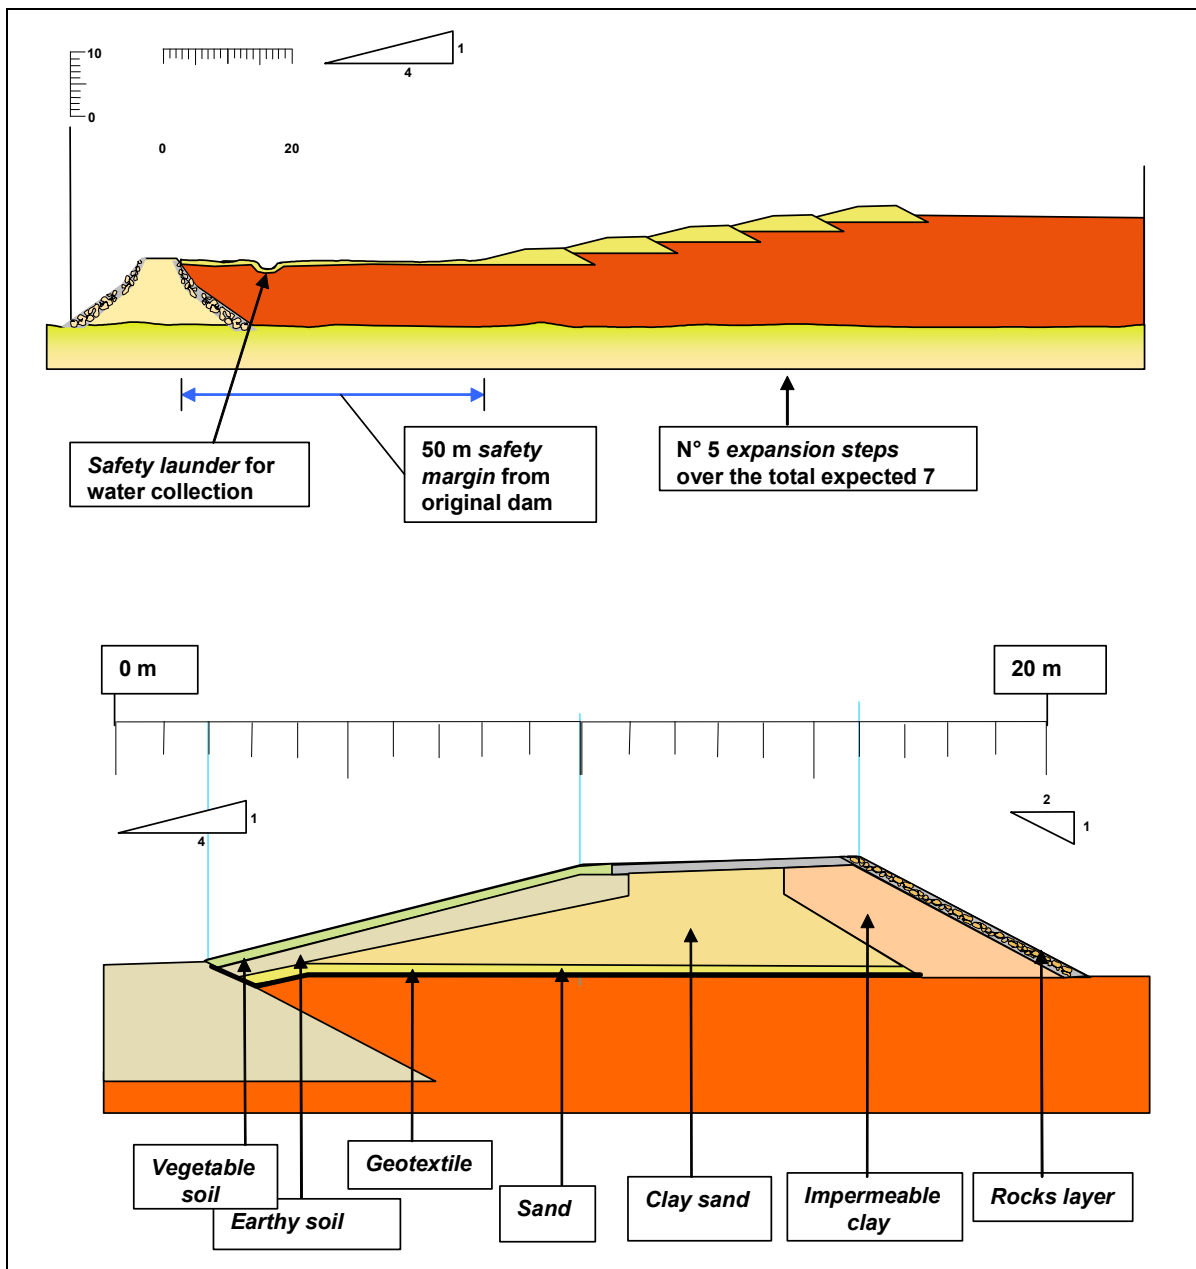 10
0
1
4
0
20
Safety launder for
water collection
50 m safety
margin from
original dam
N° 5 expansion steps
over the total expected 7
0 m
20 m
1
4
2
1
Vegetable
soil
Earthy soil
Geotextile
Sand
Clay sand
Impermeable
clay
Rocks layer